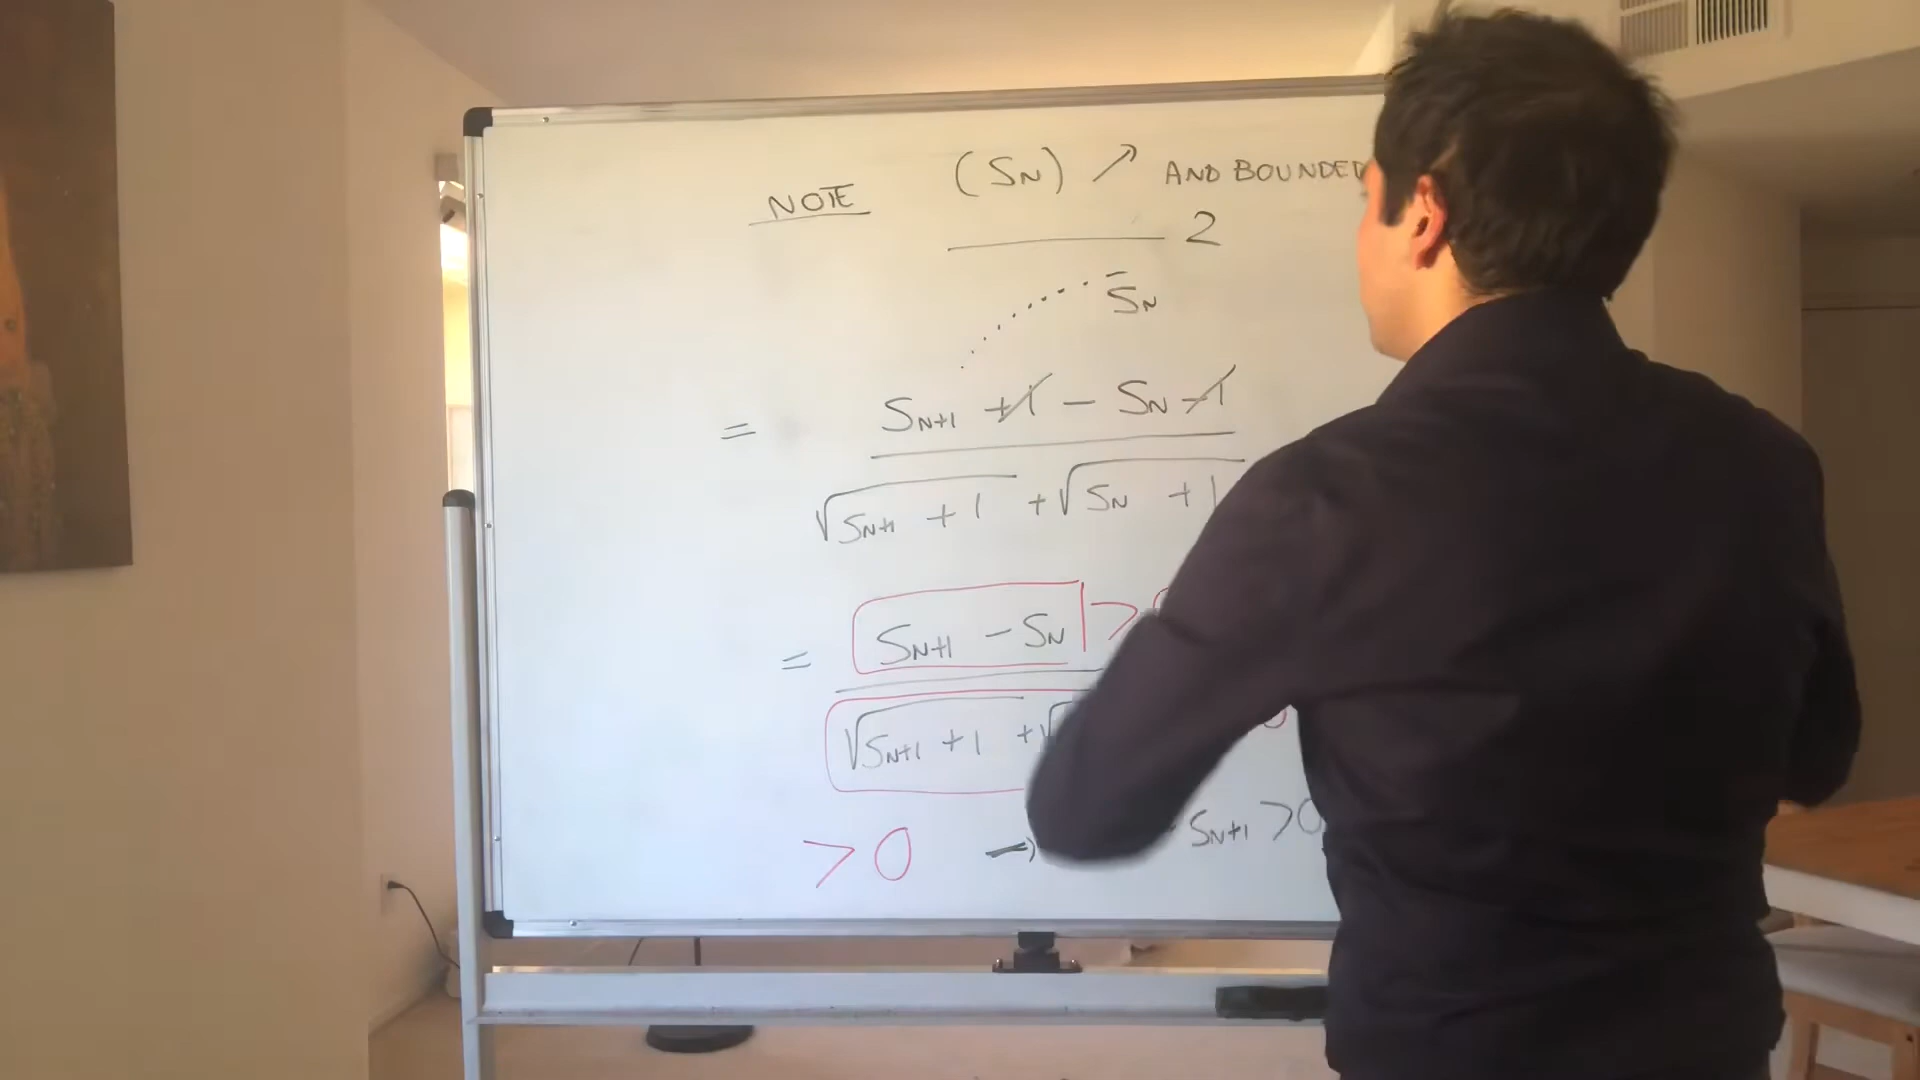 NOTE (SN) ↗ AND BOUNDED
2
SN
= SN+1 +1 - SN -1
√SN+1 + 1 + √SN + 1
= SN+1 - SN >
√SN+1 + 1 + √
> 0 → SN+1 > 0